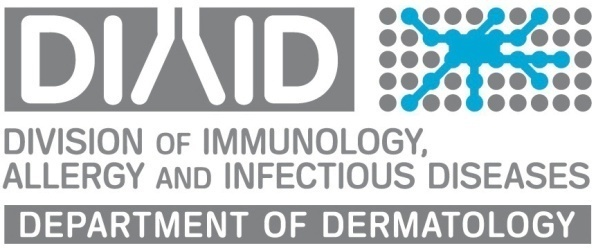 DIAID
DIVISION OF IMMUNOLOGY,
ALLERGY AND INFECTIOUS DISEASES
DEPARTMENT OF DERMATOLOGY